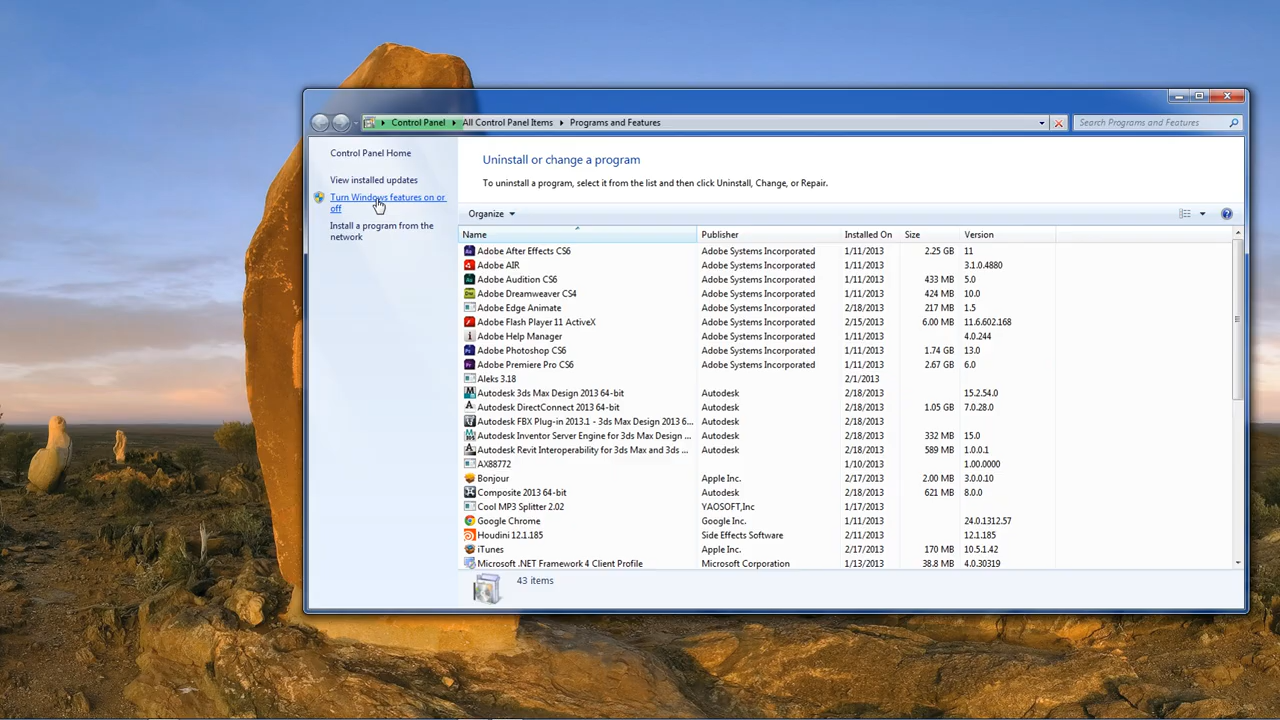 Control Panel All Control Panel Items Programs and Features Search Programs and Features
Control Panel Home
View installed updates
Turn Windows features on or
off
Install a program from the
network
Uninstall or change a program
To uninstall a program, select it from the list and then click Uninstall, Change, or Repair.
Organize
Name Publisher Installed On Size Version
Adobe After Effects CS6 Adobe Systems Incorporated 1/11/2013 2.25 GB 11
Adobe AIR Adobe Systems Incorporated 1/11/2013 3.1.0.4880
Adobe Audition CS6 Adobe Systems Incorporated 1/11/2013 433 MB 5.0
Adobe Dreamweaver CS4 Adobe Systems Incorporated 1/11/2013 424 MB 10.0
Adobe Edge Animate Adobe Systems Incorporated 2/18/2013 217 MB 1.5
Adobe Flash Player 11 ActiveX Adobe Systems Incorporated 2/15/2013 6.00 MB 11.6.602.168
Adobe Help Manager Adobe Systems Incorporated 1/11/2013 4.0.244
Adobe Photoshop CS6 Adobe Systems Incorporated 1/11/2013 1.74 GB 13.0
Adobe Premiere Pro CS6 Adobe Systems Incorporated 1/11/2013 2.67 GB 6.0
Aleks 3.18 2/1/2013
Autodesk 3ds Max Design 2013 64-bit Autodesk 2/18/2013 15.2.54.0
Autodesk DirectConnect 2013 64-bit Autodesk 2/18/2013 1.05 GB 7.0.28.0
Autodesk FBX Plug-in 2013.1 - 3ds Max Design 2013 6... Autodesk 2/18/2013
Autodesk Inventor Server Engine for 3ds Max Design ... Autodesk 2/18/2013 332 MB 15.0
Autodesk Revit Interoperability for 3ds Max and 3ds ... Autodesk 2/18/2013 589 MB 1.0.0.1
AX88772 1/10/2013 1.00.0000
Bonjour Apple Inc. 2/17/2013 2.00 MB 3.0.0.10
Composite 2013 64-bit Autodesk 2/18/2013 621 MB 8.0.0
Cool MP3 Splitter 2.02 YAOSOFT,Inc 1/17/2013
Google Chrome Google Inc. 1/11/2013 24.0.1312.57
Houdini 12.1.185 Side Effects Software 2/11/2013 12.1.185
iTunes Apple Inc. 2/17/2013 170 MB 10.5.1.42
Microsoft .NET Framework 4 Client Profile Microsoft Corporation 1/13/2013 38.8 MB 4.0.30319
43 items